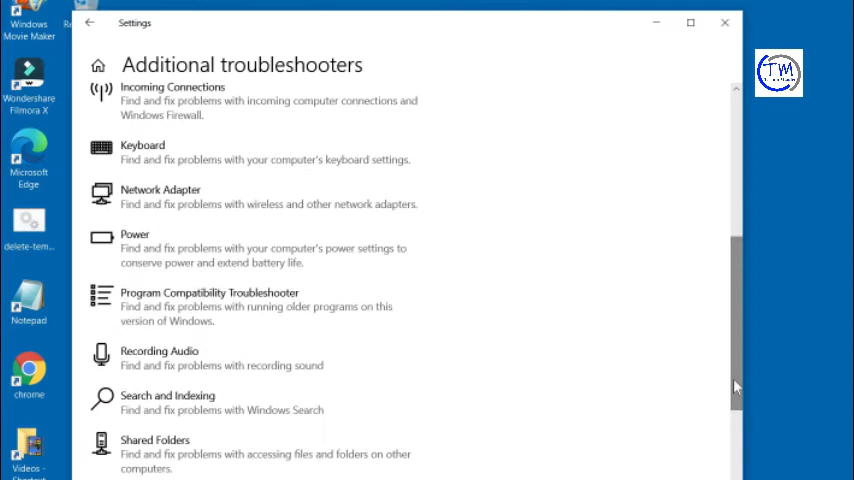 Settings
Additional troubleshooters
Incoming Connections
Find and fix problems with incoming computer connections and
Windows Firewall.
Keyboard
Find and fix problems with your computer's keyboard settings.
Network Adapter
Find and fix problems with wireless and other network adapters.
Power
Find and fix problems with your computer's power settings to
conserve power and extend battery life.
Program Compatibility Troubleshooter
Find and fix problems with running older programs on this
version of Windows.
Recording Audio
Find and fix problems with recording sound
Search and Indexing
Find and fix problems with Windows Search
Shared Folders
Find and fix problems with accessing files and folders on other
computers.
Windows
Movie Maker
Wondershare
Filmora X
Microsoft
Edge
delete-tem...
Notepad
chrome
Videos -
TM